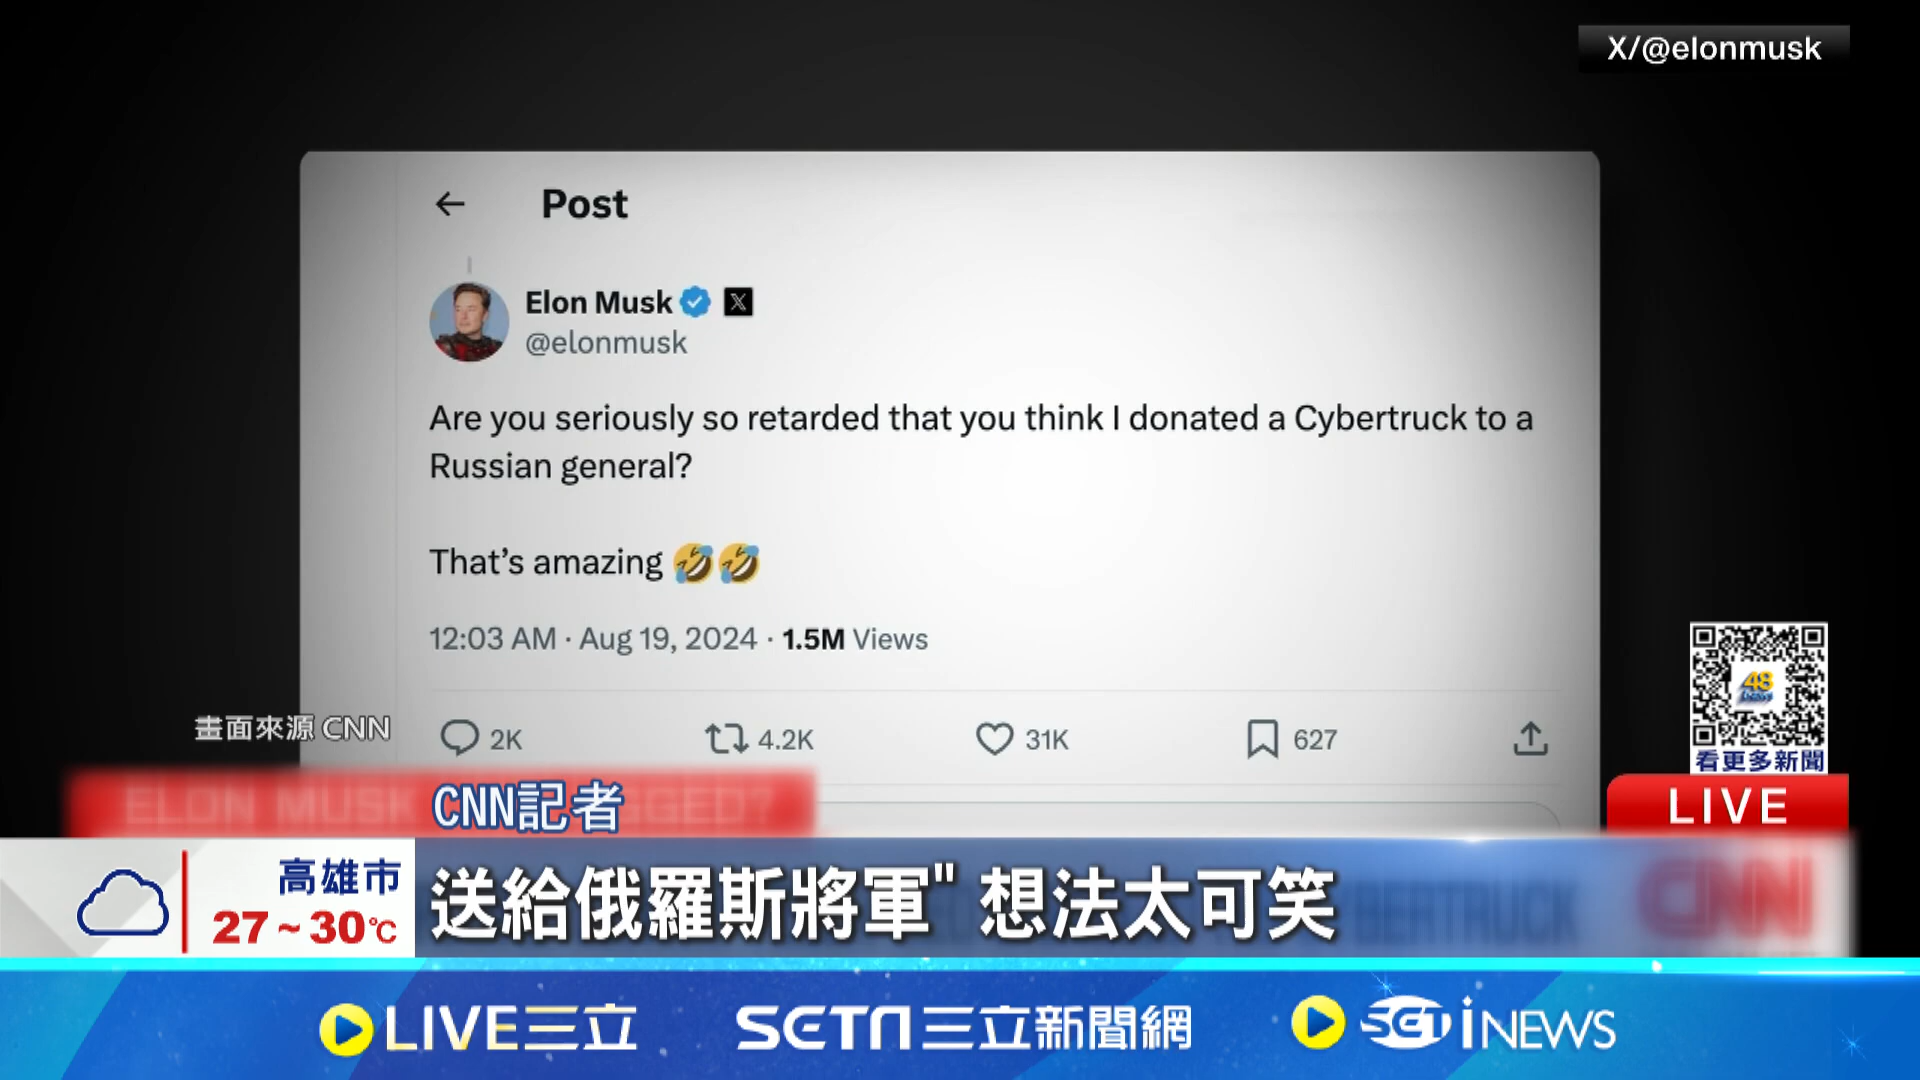 X/@elonmusk
Post
Elon Musk
@elonmusk
Are you seriously so retarded that you think I donated a Cybertruck to a
Russian general?
That's amazing 🤣🤣
12:03 AM · Aug 19, 2024 · 1.5M Views
2K 4.2K 31K 627
畫面來源 CNN
48
看更多新聞
LIVE
ELON MUSK
CNN記者
高雄市
27~30℃
送給俄羅斯將軍" 想法太可笑
CNN
LIVE三立
SETN三立新聞網
SET iNEWS